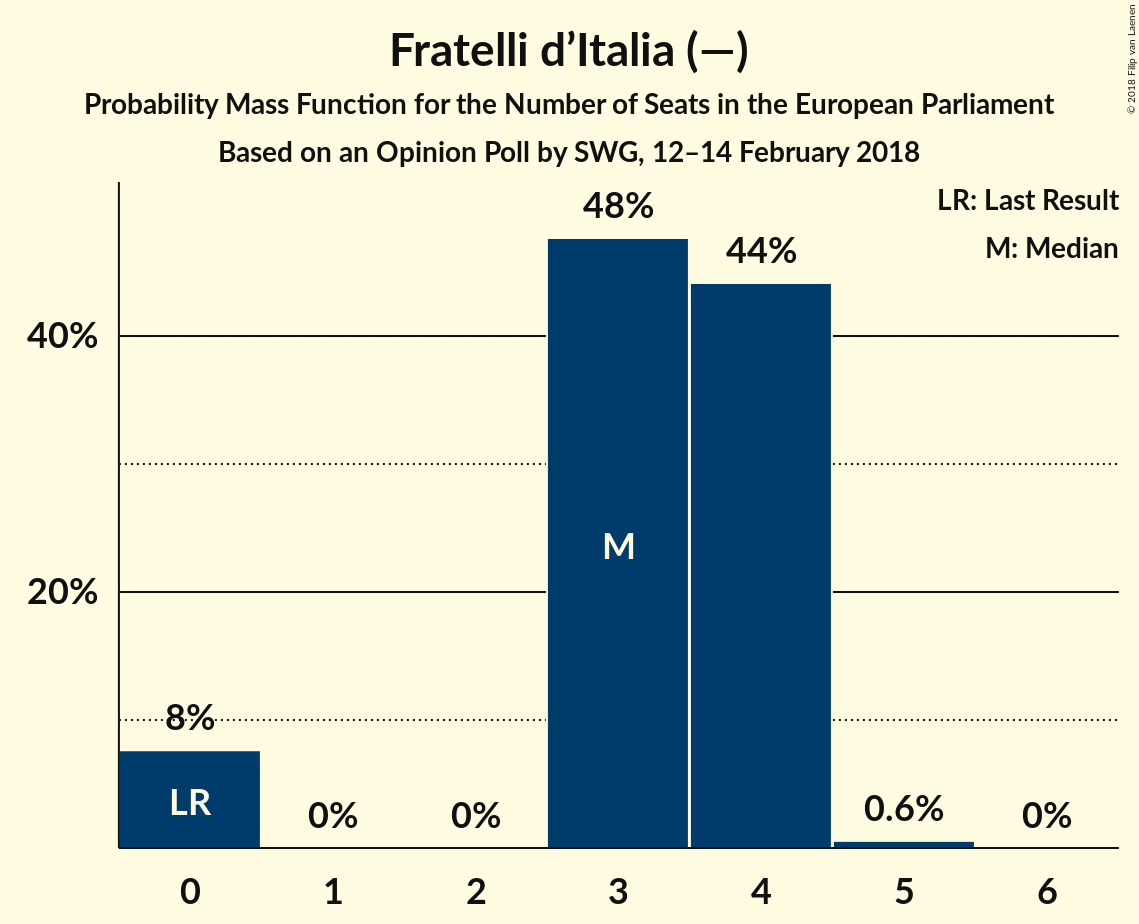 Fratelli d’Italia (—)
Probability Mass Function for the Number of Seats in the European Parliament
Based on an Opinion Poll by SWG, 12–14 February 2018
© 2018 Filip van Laenen
LR: Last Result
M: Median
48%
44%
40%
M
20%
8%
LR
0%
0%
0.6%
0%
0 1 2 3 4 5 6